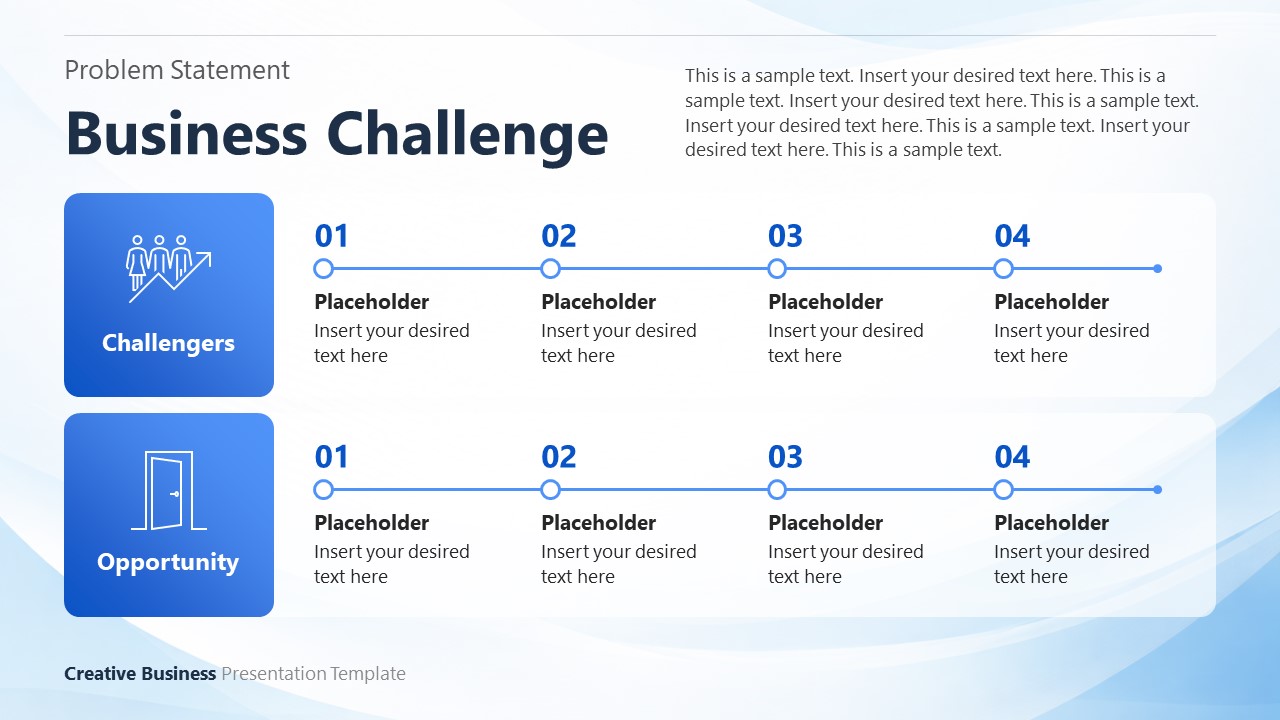 Problem Statement
Business Challenge
This is a sample text. Insert your desired text here. This is a
sample text. Insert your desired text here. This is a sample text.
Insert your desired text here. This is a sample text. Insert your
desired text here. This is a sample text.
Challengers
01
02
03
04
Placeholder
Placeholder
Placeholder
Placeholder
Insert your desired
text here
Insert your desired
text here
Insert your desired
text here
Insert your desired
text here
Opportunity
01
02
03
04
Placeholder
Placeholder
Placeholder
Placeholder
Insert your desired
text here
Insert your desired
text here
Insert your desired
text here
Insert your desired
text here
Creative Business Presentation Template